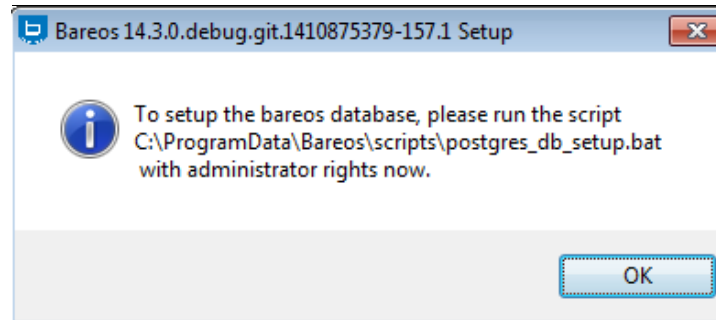 Bareos 14.3.0.debug.git.1410875379-157.1 Setup
To setup the bareos database, please run the script
C:\ProgramData\Bareos\scripts\postgres_db_setup.bat
with administrator rights now.
OK